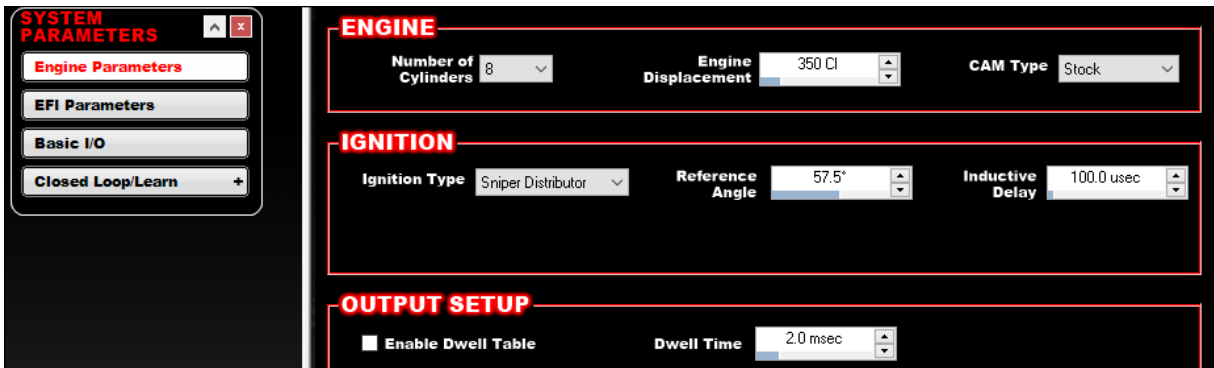 SYSTEM
PARAMETERS
^ x
Engine Parameters
EFI Parameters
Basic I/O
Closed Loop/Learn +
ENGINE
Number of
Cylinders
8
Engine
Displacement
350 CI
CAM Type
Stock
IGNITION
Ignition Type
Sniper Distributor
Reference
Angle
57.5°
Inductive
Delay
100.0 usec
OUTPUT SETUP
Enable Dwell Table
Dwell Time
2.0 msec